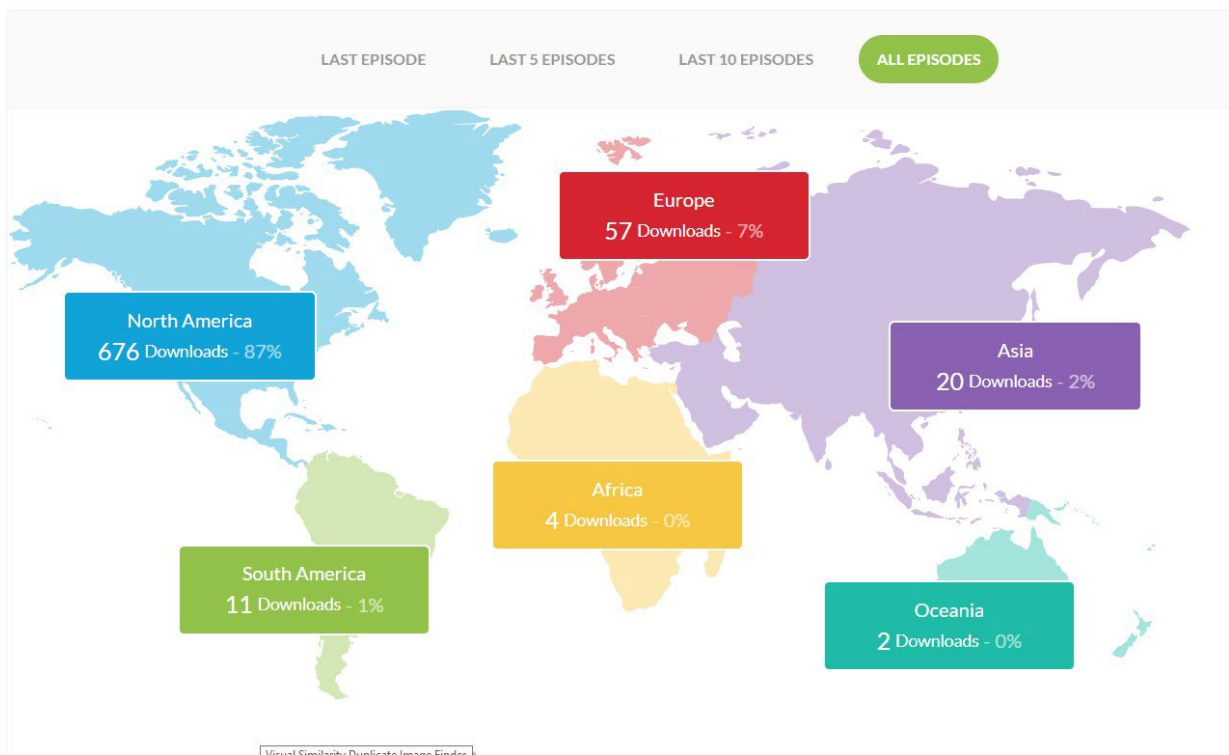 LAST EPISODE
LAST 5 EPISODES
LAST 10 EPISODES
ALL EPISODES
Europe
57 Downloads - 7%
North America
676 Downloads - 87%
Asia
20 Downloads - 2%
Africa
4 Downloads - 0%
South America
11 Downloads - 1%
Oceania
2 Downloads - 0%
Visual Similarity Duplicate Image Finder